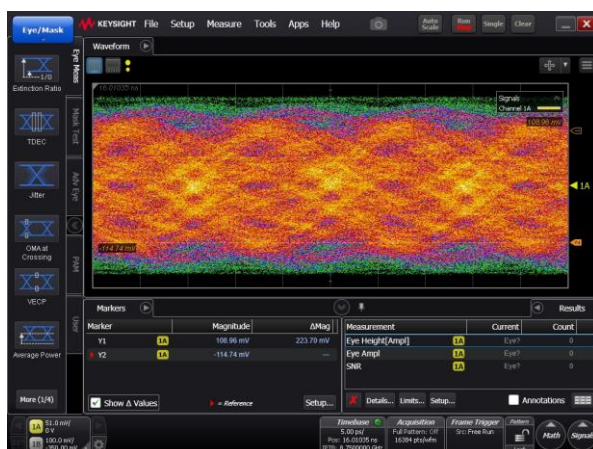 Eye/Mask
KEYSIGHT File Setup Measure Tools Apps Help
Auto Scale
Run
Single
Clear
Waveform
Eye Meas
Mask Test
Adv Eye
PAM
User
Extinction Ratio
TDEC
Jitter
OMA at
Crossing
VECP
Average Power
More (1/4)
16.01035 ns
Signals
Channel 1A
108.96 mV
1A
-114.74 mV
Markers
Results
Marker Magnitude ΔMag
Y1 1A 108.96 mV 223.70 mV
Y2 1A -114.74 mV ---
Show Δ Values = Reference Setup...
Measurement Current Count
Eye Height[Ampl] 1A Eye? 0
Eye Ampl 1A Eye? 0
SNR 1A Eye? 0
Details... Limits... Setup... Annotations
1A 51.0 mV/
0 V
1B 100.0 mV/
Timebase
5.00 ps/
Pos: 16.01035 ns
Acquisition
Full Pattern: Off
16384 pts/wfm
Frame Trigger
Src: Free Run
Pattern
Math
Signals